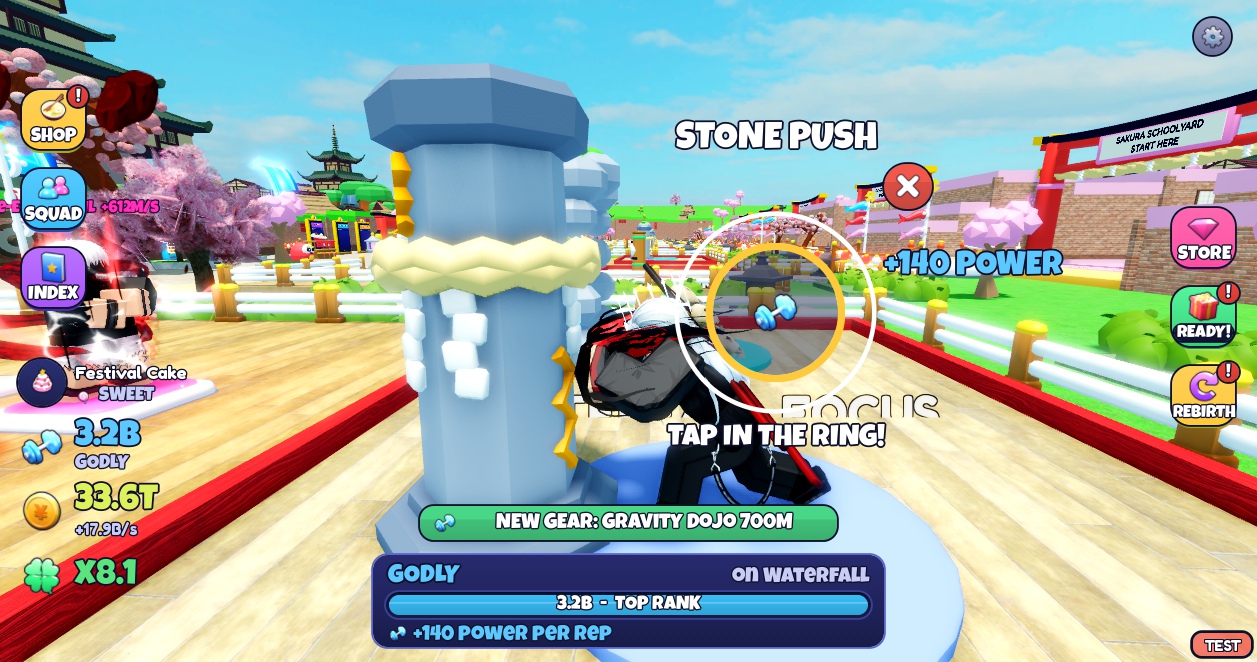 SHOP
!
SQUAD
L +612M/S
INDEX
Festival Cake
SWEET
3.2B
GODLY
33.6T
+17.9B/s
X8.1
STONE PUSH
+140 POWER
FOCUS
TAP IN THE RING!
NEW GEAR: GRAVITY DOJO 700M
GODLY
ON WATERFALL
3.2B - TOP RANK
+140 POWER PER REP
SAKURA SCHOOLYARD
START HERE
STORE
!
READY!
!
REBIRTH
TEST